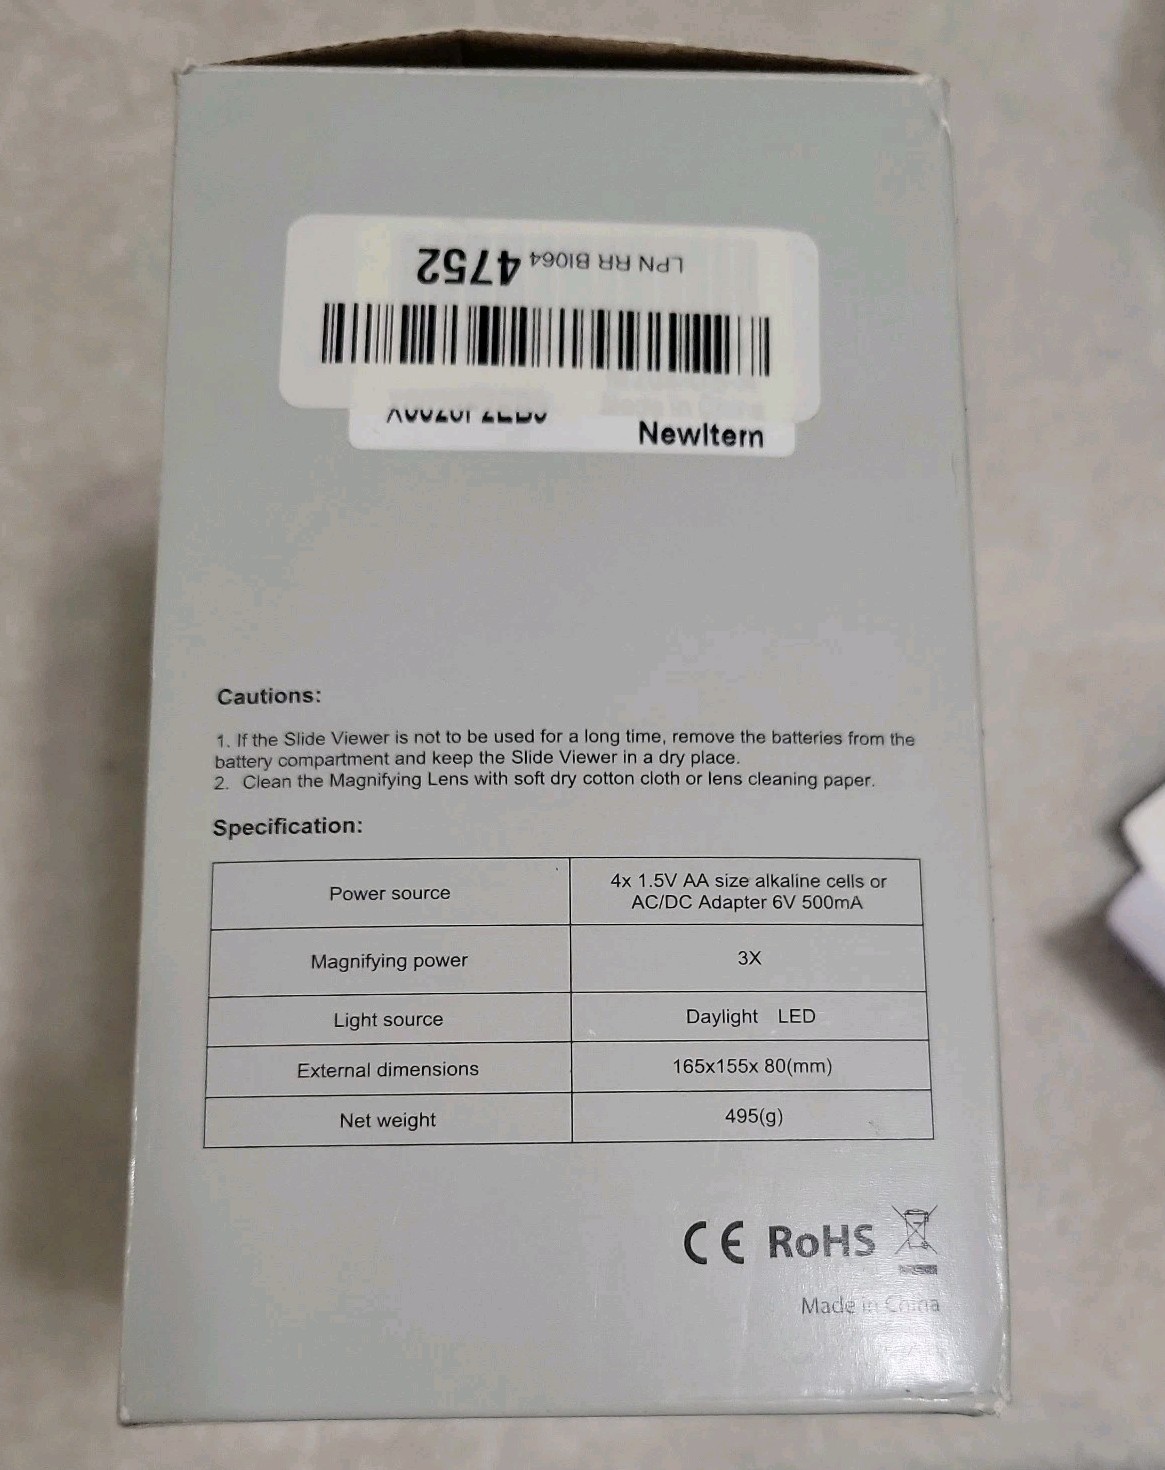 LPN RR BI064 4752
NewItem
Cautions:
1. If the Slide Viewer is not to be used for a long time, remove the batteries from the
battery compartment and keep the Slide Viewer in a dry place.
2. Clean the Magnifying Lens with soft dry cotton cloth or lens cleaning paper.
Specification:
Power source
4x 1.5V AA size alkaline cells or
AC/DC Adapter 6V 500mA
Magnifying power
3X
Light source
Daylight LED
External dimensions
165x155x 80(mm)
Net weight
495(g)
CE RoHS
Made in China